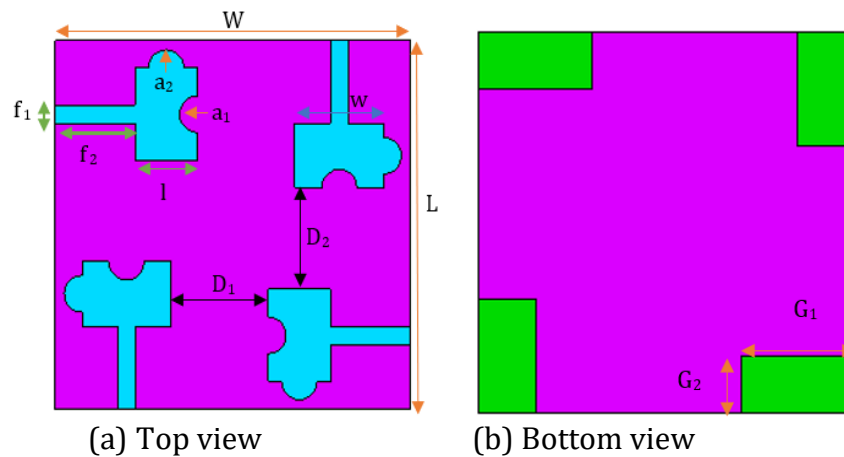 W
a₂
f₁
a₁
w
f₂
l
L
D₂
D₁
G₁
G₂
(a) Top view
(b) Bottom view